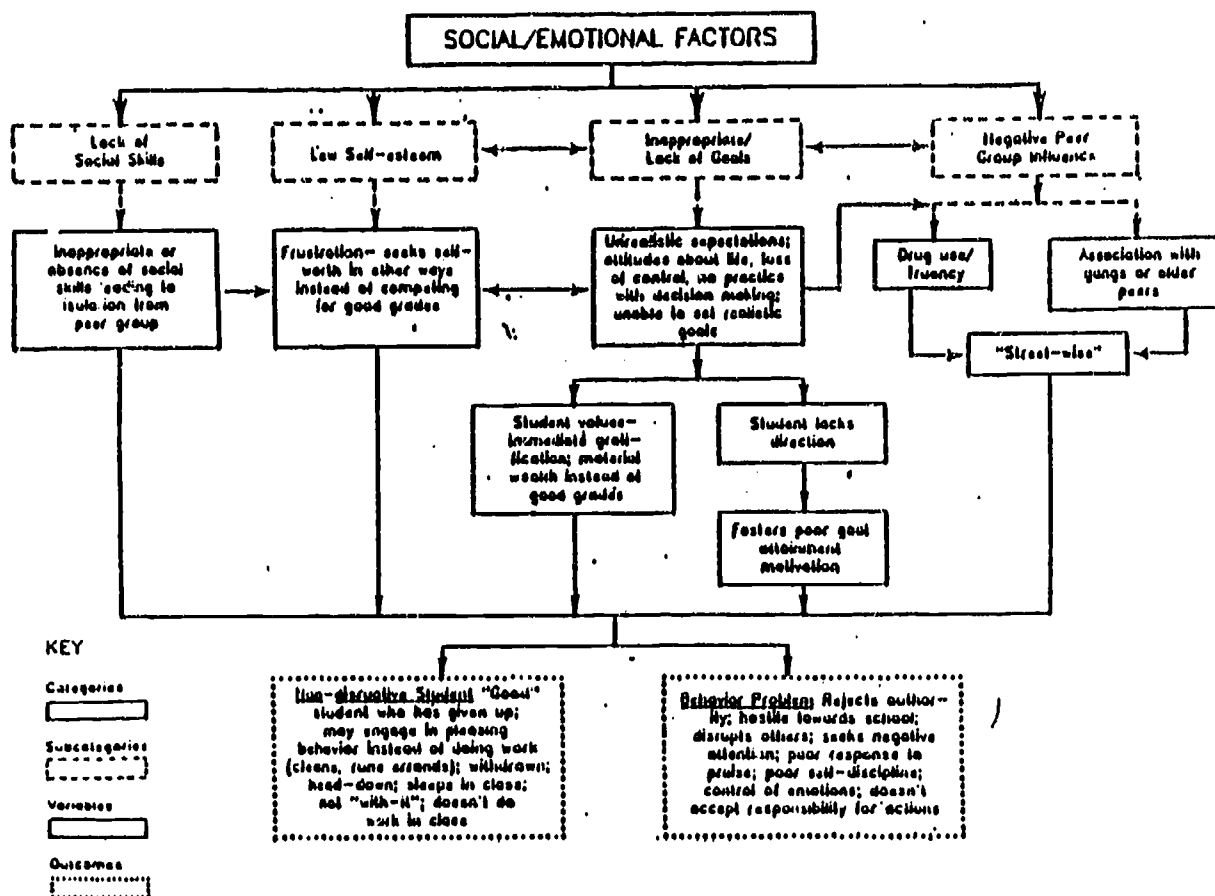 SOCIAL/EMOTIONAL FACTORS
Lack of
Social Skills
Low Self-esteem
Inappropriate/
Lack of Goals
Negative Peer
Group Influence
Inappropriate or
absence of social
skills leading to
isolation from
peer group
Frustration- seeks self-
worth in other ways
instead of competing
for good grades
Unrealistic expectations;
attitudes about life, loss
of control, no practice
with decision making;
unable to set realistic
goals
Drug use/
truancy
Association with
gangs or older
peers
"Street-wise"
Student values-
immediate grati-
fication; material
wealth instead of
good grades
Student lacks
direction
Fosters poor goal
attainment
motivation
KEY
Categories
Subcategories
Variables
Outcomes
Non-disruptive Student "Good"
student who has given up;
may engage in pleasing
behavior instead of doing work
(cleans, runs errands); withdrawn;
head-down; sleeps in class;
not "with-it"; doesn't do
work in class
Behavior Problem: Rejects author-
ity; hostile towards school;
disrupts others; seeks negative
attention; poor response to
praise; poor self-discipline;
control of emotions; doesn't
accept responsibility for actions